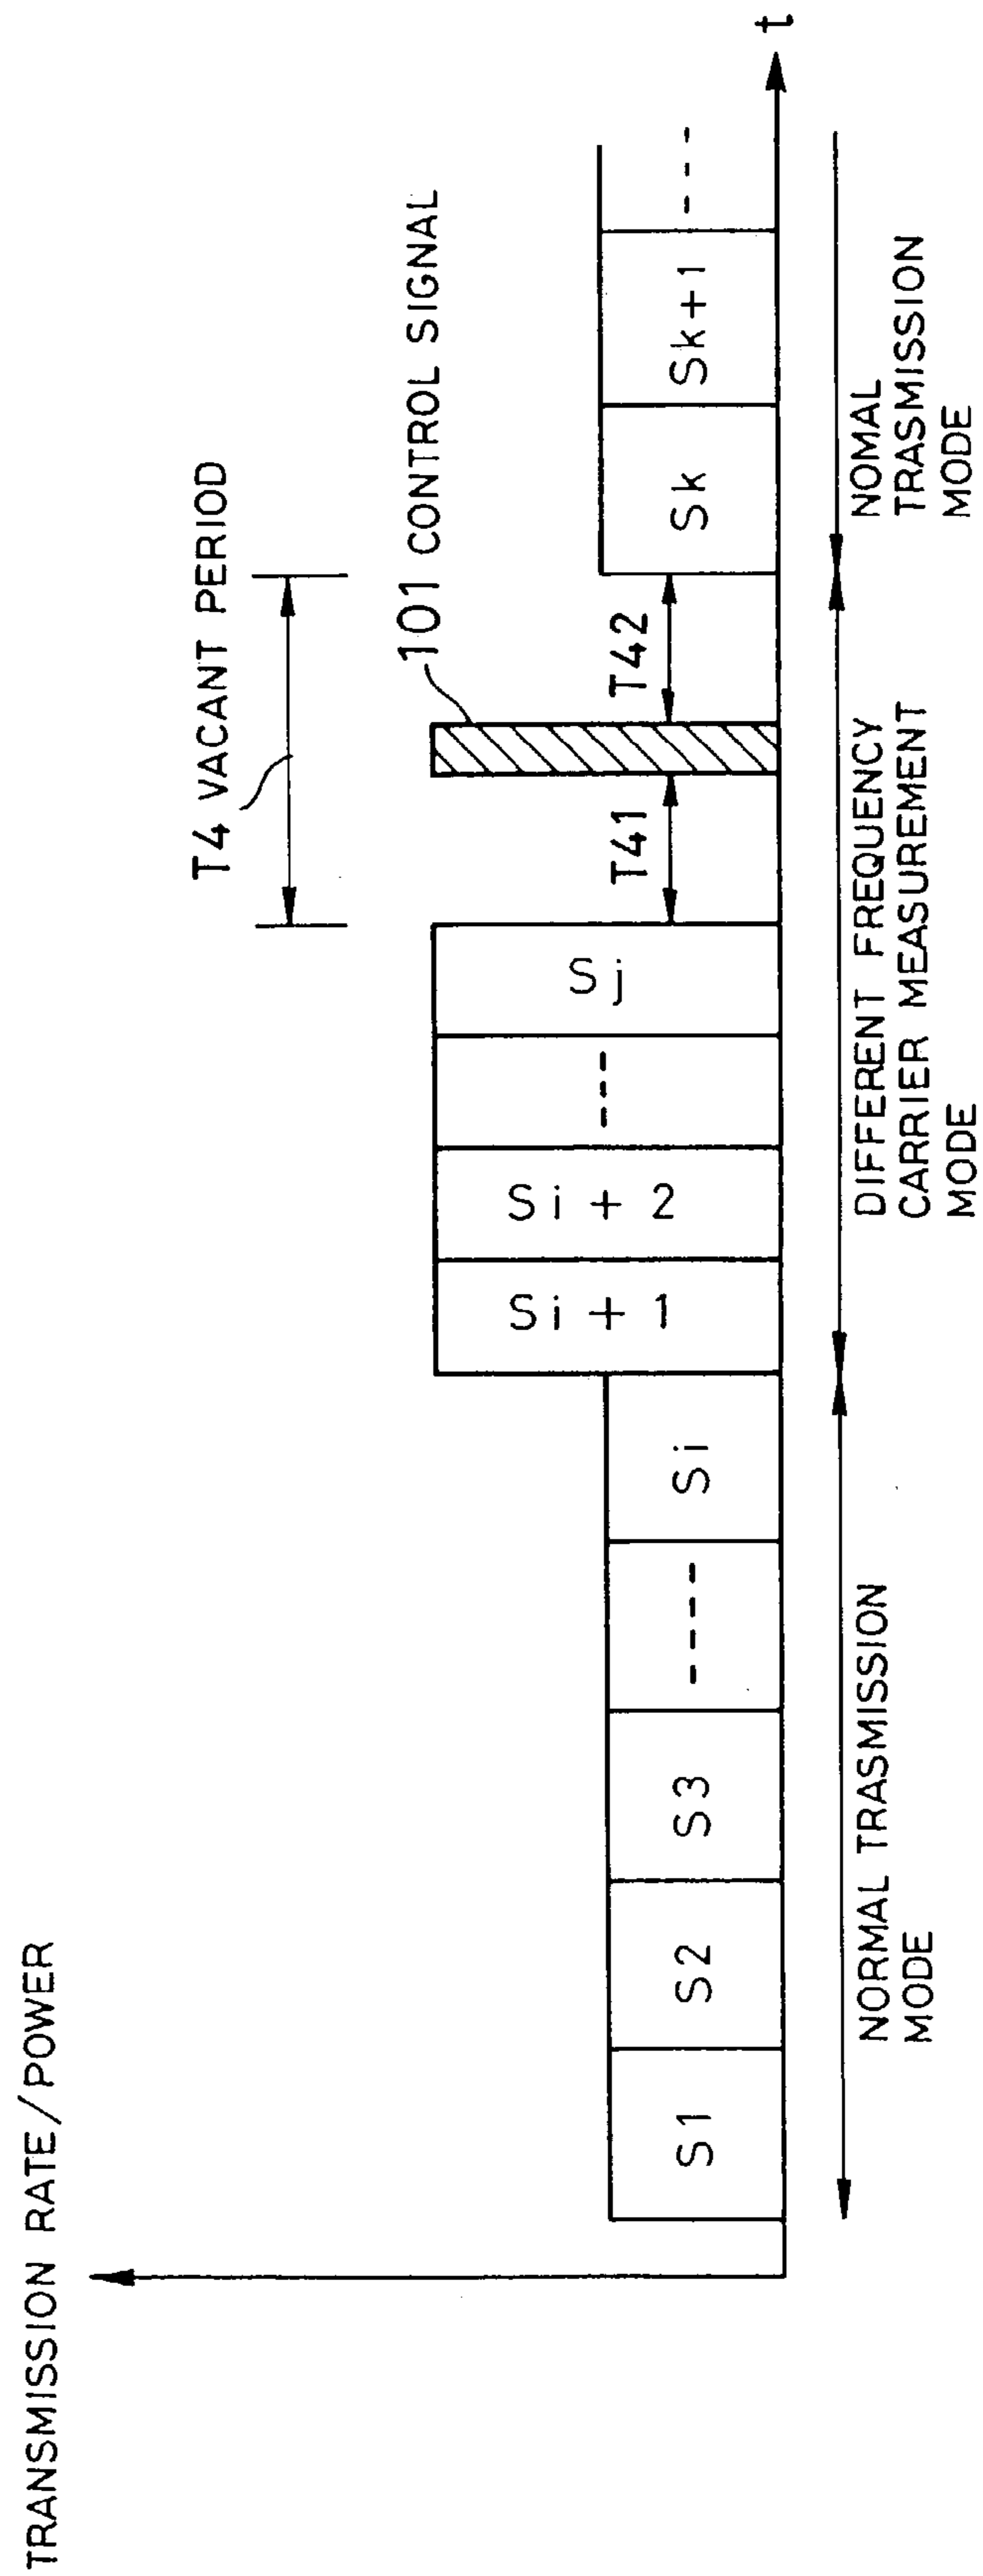 TRANSMISSION RATE/POWER
T4 VACANT PERIOD
101 CONTROL SIGNAL
S1
S2
S3
----
Si
Si+1
Si+2
---
Sj
T41
T42
Sk
Sk+1
---
t
NORMAL TRASMISSION
MODE
DIFFERENT FREQUENCY
CARRIER MEASUREMENT
MODE
NOMAL
TRASMISSION
MODE